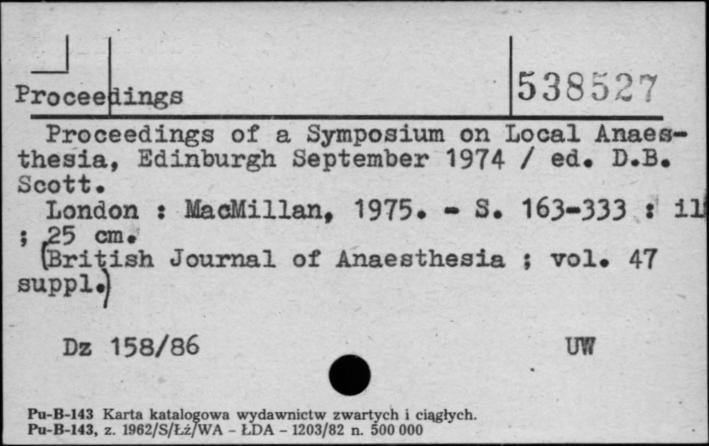 538527
Proceedings
Proceedings of a Symposium on Local Anaes-
thesia, Edinburgh September 1974 / ed. D.B.
Scott.
London : MacMillan, 1975. - S. 163-333 : il
; 25 cm.
(British Journal of Anaesthesia ; vol. 47
suppl.)
Dz 158/86 UW
Pu-B-143 Karta katalogowa wydawnictw zwartych i ciągłych.
Pu-B-143, z. 1962/S/Łż/WA - ŁDA - 1203/82 n. 500 000